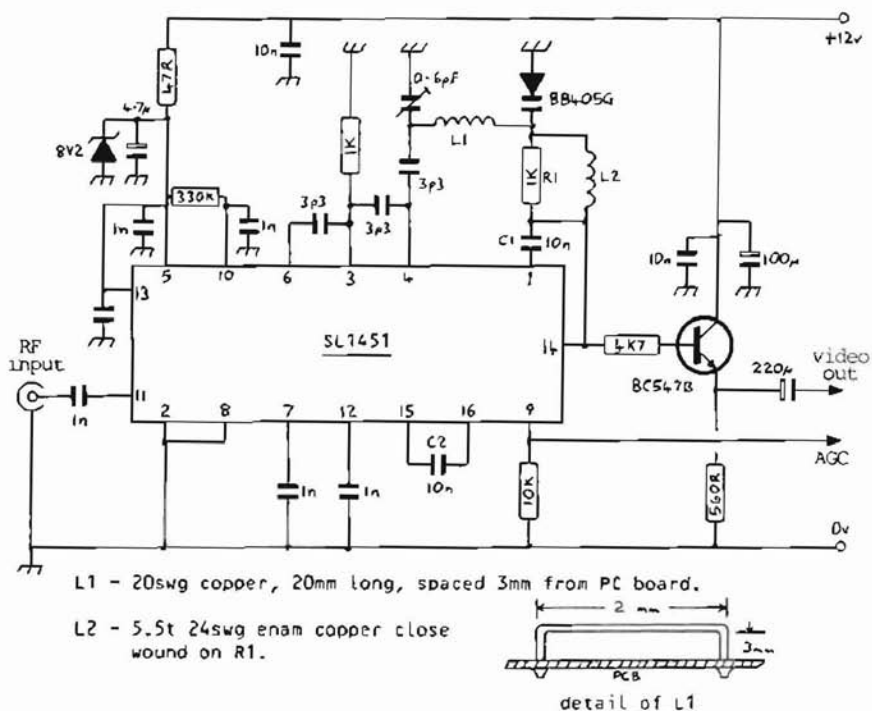 +12v
10n
47R
4.7µ
8V2
0-6pF
BB405G
1K
L1
1K
R1
L2
3p3
330K
1n
1n
3p3
3p3
C1
10n
10n
100µ
5
10
6
3
4
1
13
SL1451
14
4K7
RF
input
BC547B
220µ
video
out
11
1n
2
8
7
12
15
16
9
C2
10n
AGC
1n
1n
10K
560R
0v
L1 - 20swg copper, 20mm long, spaced 3mm from PC board.
L2 - 5.5t 24swg enam copper close
wound on R1.
2 mm
3mm
PCB
detail of L1